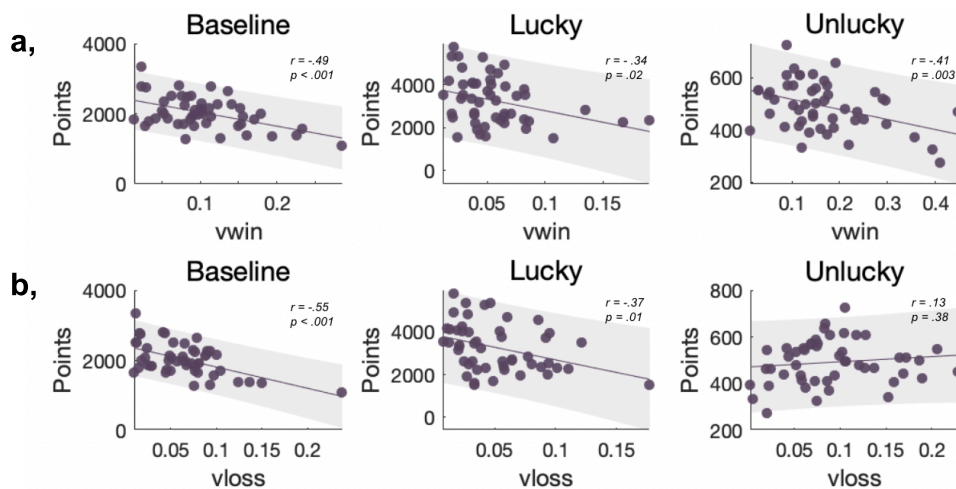 a,
Baseline
Lucky
Unlucky
r = -.49
p < .001
r = - .34
p = .02
r = -.41
p = .003
Points
4000
2000
0
0.1
0.2
vwin
Points
4000
2000
0
0.05
0.1
0.15
vwin
Points
600
400
200
0.1
0.2
0.3
0.4
vwin
b,
Baseline
Lucky
Unlucky
r = -.55
p < .001
r = -.37
p = .01
r = .13
p = .38
Points
4000
2000
0
0.05
0.1
0.15
0.2
vloss
Points
4000
2000
0
0.05
0.1
0.15
vloss
Points
800
600
400
200
0.05
0.1
0.15
0.2
vloss